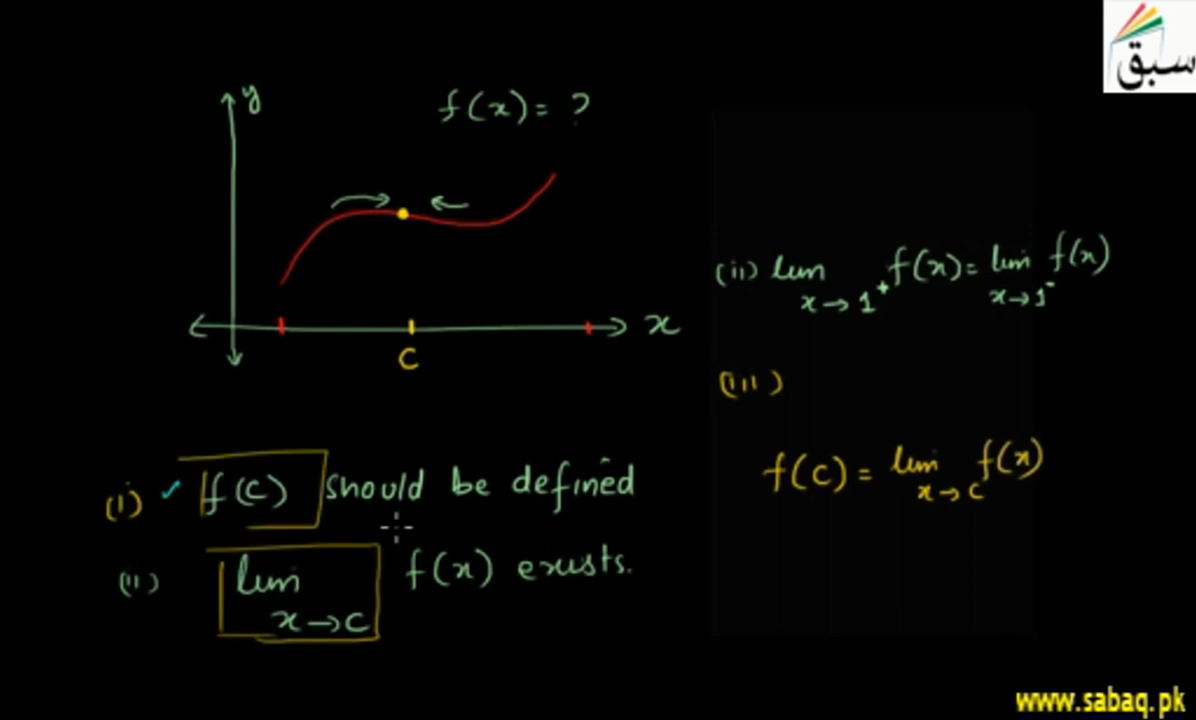 سبق
y
f(x) = ?
x
C
(i) ✓ f(c) should be defined
(ii) lim f(x) exists.
x→c
(ii) lim f(x) = lim f(x)
x→1⁺ x→1⁻
(iii)
f(c) = lim f(x)
x→c
www.sabaq.pk